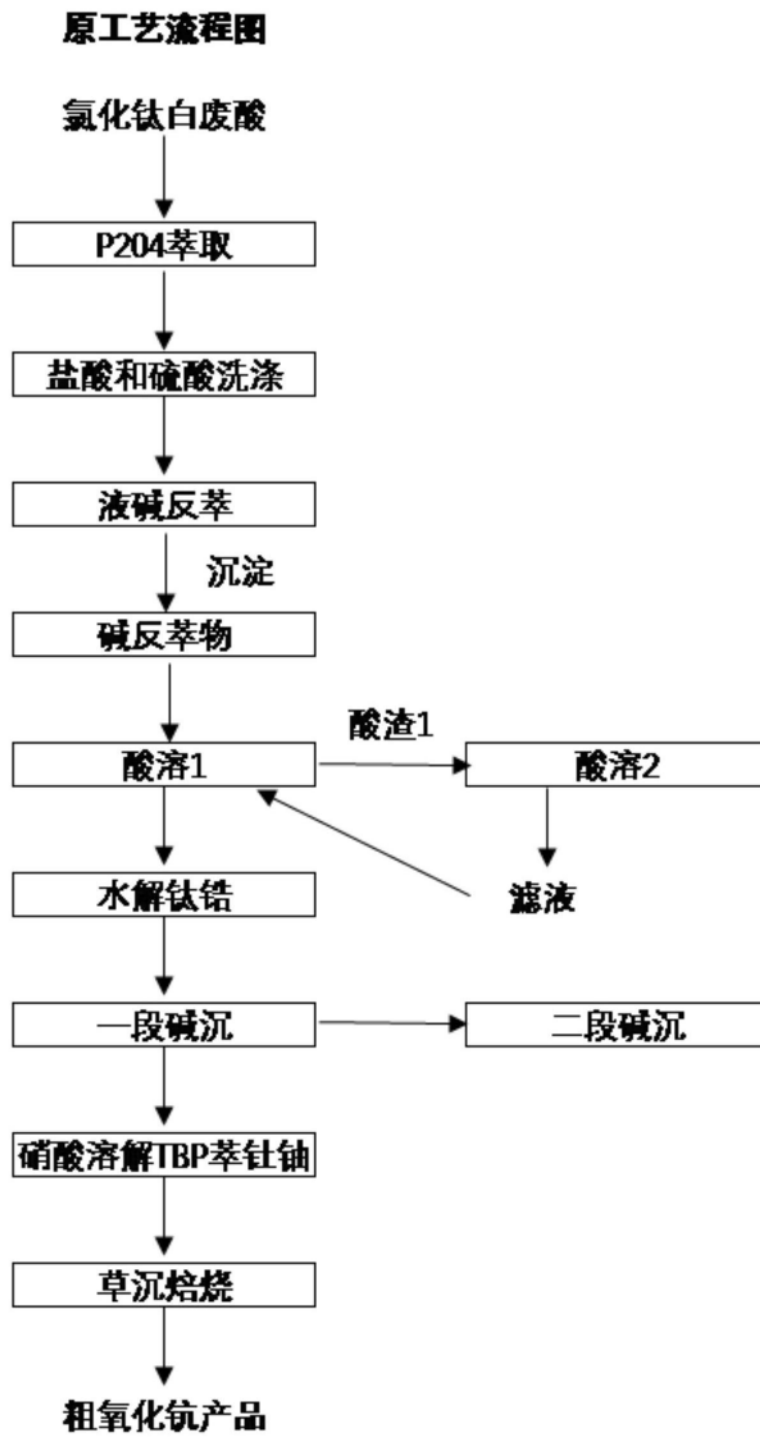 原工艺流程图
氯化钛白废酸
P204萃取
盐酸和硫酸洗涤
液碱反萃
沉淀
碱反萃物
酸渣1
酸溶1
酸溶2
水解钛锆
滤液
一段碱沉
二段碱沉
硝酸溶解TBP萃钍铀
草沉焙烧
粗氧化钪产品